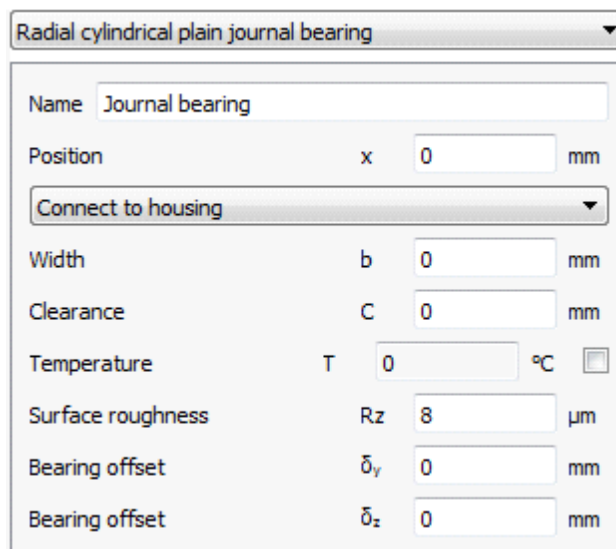 Radial cylindrical plain journal bearing
Name Journal bearing
Position x 0 mm
Connect to housing
Width b 0 mm
Clearance C 0 mm
Temperature T 0 ºC
Surface roughness Rz 8 µm
Bearing offset δy 0 mm
Bearing offset δz 0 mm